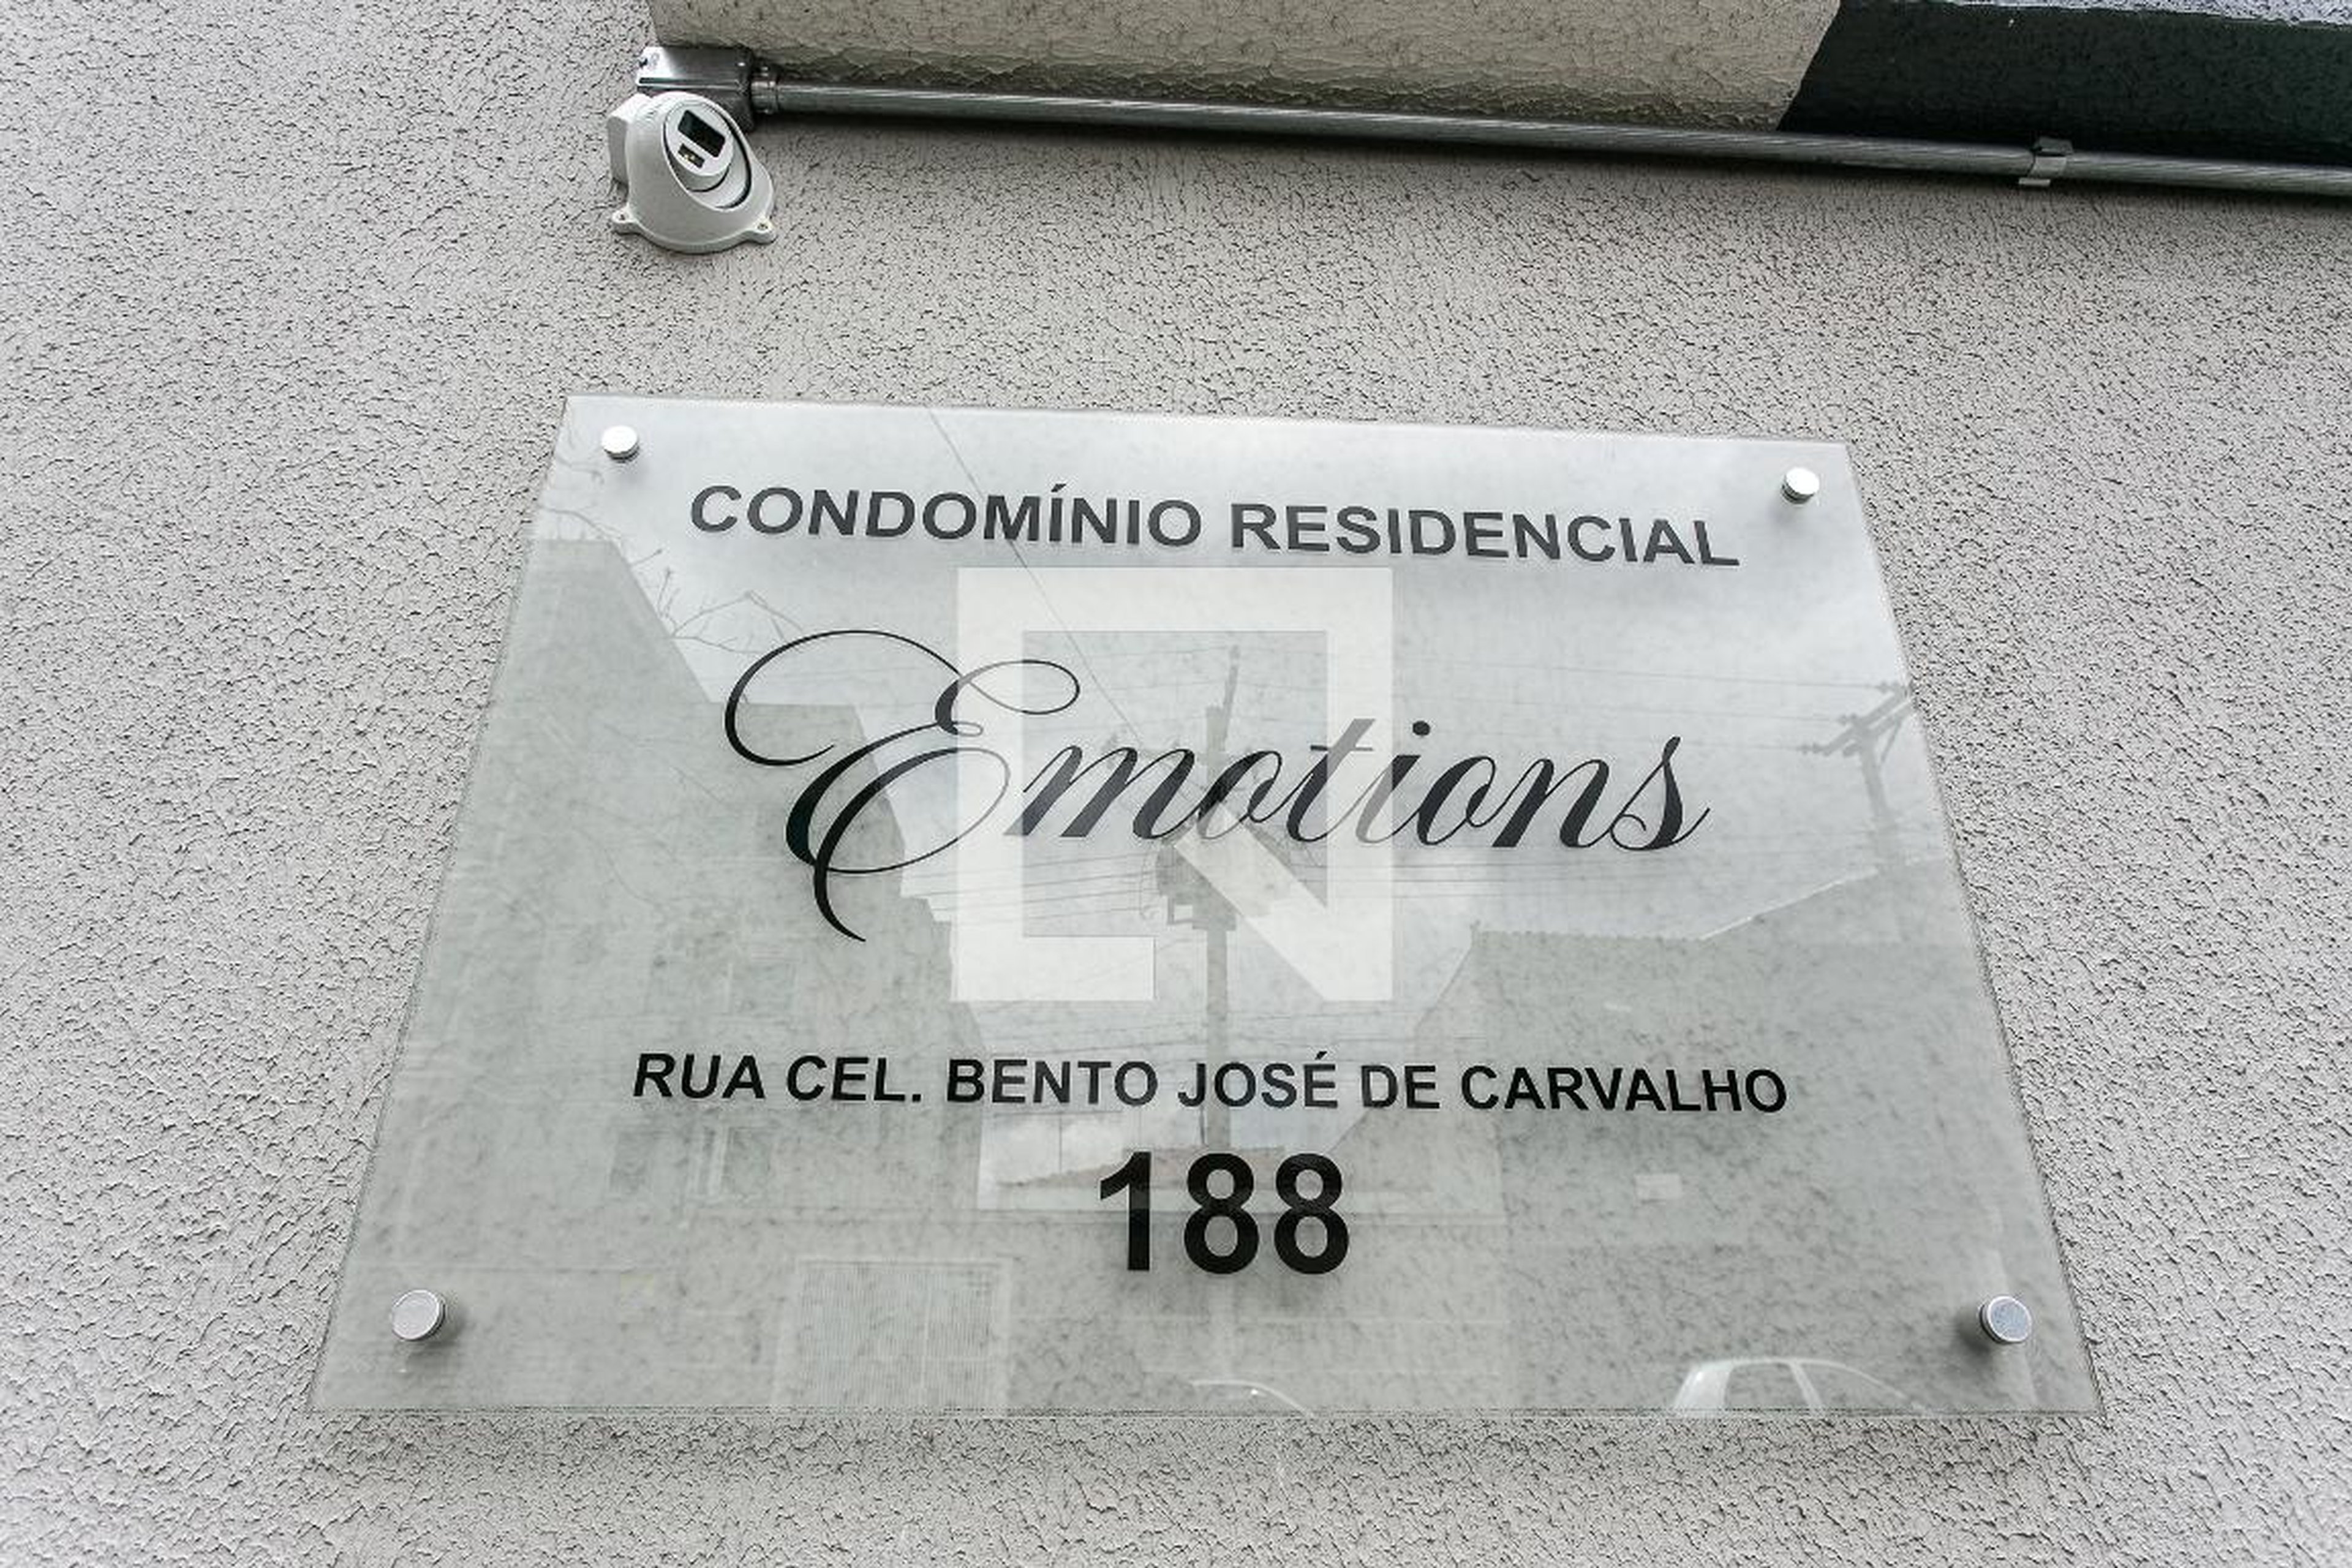 CONDOMÍNIO RESIDENCIAL
Emotions
RUA CEL. BENTO JOSÉ DE CARVALHO
188